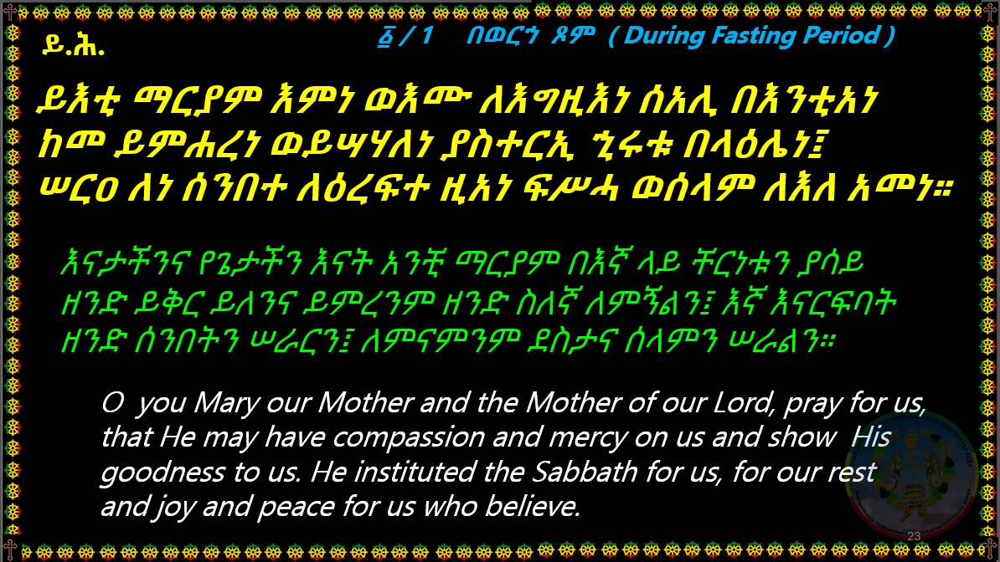 ፩ / 1 በወርኀ ጾም ( During Fasting Period )
ይ.ሕ.
ይእቲ ማርያም እምነ ወእሙ ለእግዚእነ ሰአሊ በእንቲአነ
ከመ ይምሐረነ ወይሣሃለነ ያስተርኢ ኂሩቱ በላዕሌነ፤
ሠርዐ ለነ ሰንበተ ለዕረፍተ ዚአነ ፍሥሓ ወሰላም ለእለ አመነ።
እናታችንና የጌታችን እናት አንቺ ማርያም በእኛ ላይ ቸርነቱን ያሳይ
ዘንድ ይቅር ይለንና ይምረንም ዘንድ ስለኛ ለምኝልን፤ እኛ እናርፍባት
ዘንድ ሰንበትን ሠራርን፤ ለምናምንም ደስታና ሰላምን ሠራልን።
O you Mary our Mother and the Mother of our Lord, pray for us,
that He may have compassion and mercy on us and show His
goodness to us. He instituted the Sabbath for us, for our rest
and joy and peace for us who believe.
23